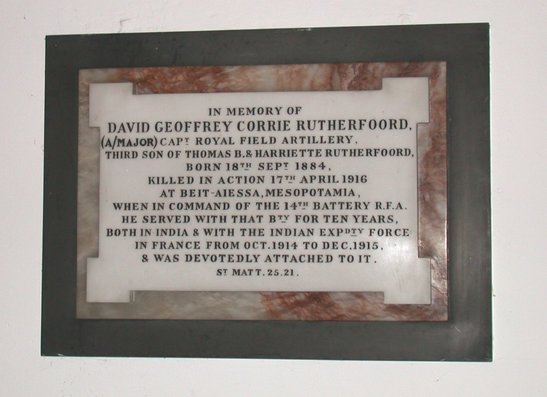 IN MEMORY OF
DAVID GEOFFREY CORRIE RUTHERFOORD,
(A/MAJOR) CAPT ROYAL FIELD ARTILLERY,
THIRD SON OF THOMAS B. & HARRIETTE RUTHERFOORD,
BORN 18TH SEPT 1884,
KILLED IN ACTION 17TH APRIL 1916
AT BEIT-AIESSA, MESOPOTAMIA,
WHEN IN COMMAND OF THE 14TH BATTERY R.F.A.
HE SERVED WITH THAT BTY FOR TEN YEARS,
BOTH IN INDIA & WITH THE INDIAN EXPDTY FORCE
IN FRANCE FROM OCT. 1914 TO DEC. 1915,
& WAS DEVOTEDLY ATTACHED TO IT.
ST MATT. 25.21.